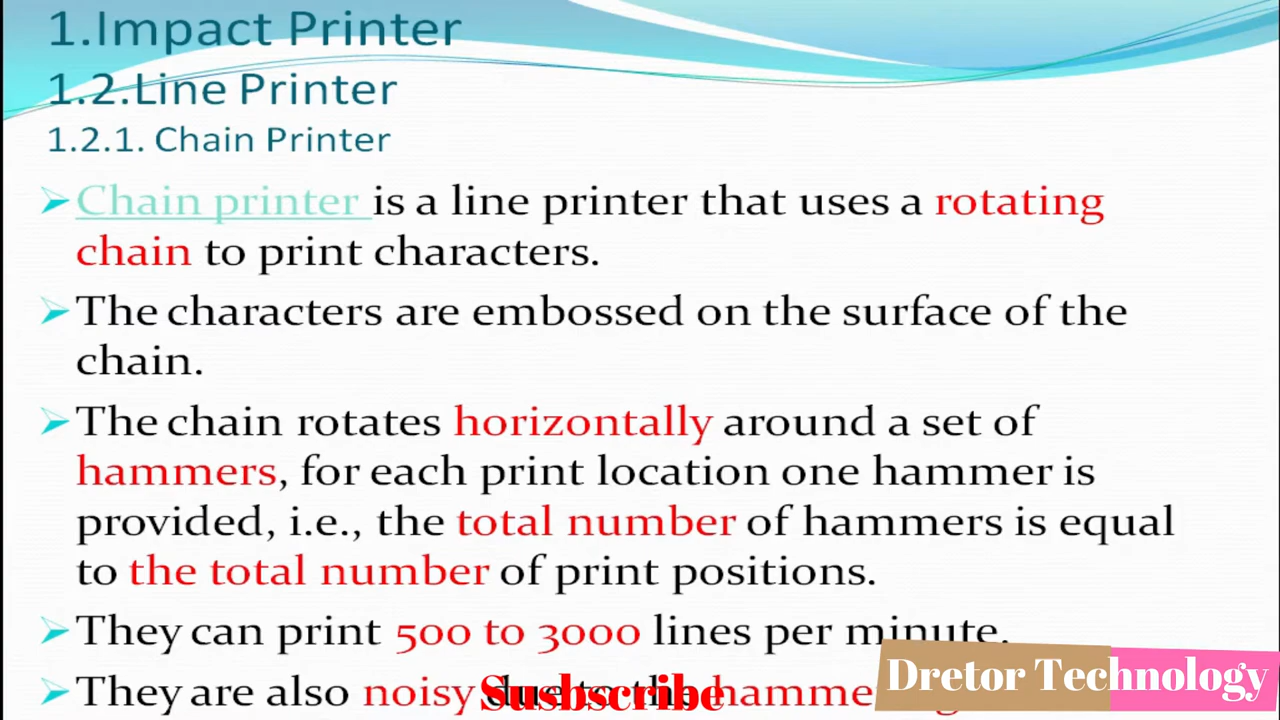 1.Impact Printer
1.2.Line Printer
1.2.1. Chain Printer
Chain printer is a line printer that uses a rotating
chain to print characters.
The characters are embossed on the surface of the
chain.
The chain rotates horizontally around a set of
hammers, for each print location one hammer is
provided, i.e., the total number of hammers is equal
to the total number of print positions.
They can print 500 to 3000 lines per minute.
They are also noisy due to the
Susbscribe
Dretor Technology